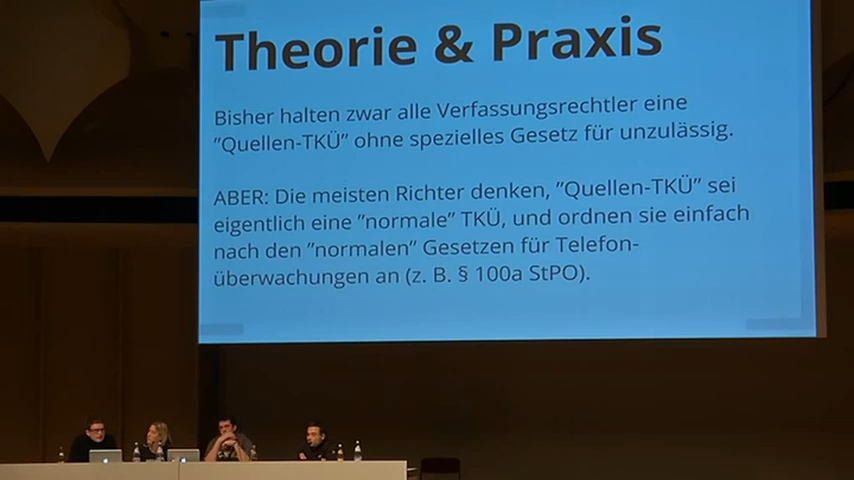 Theorie & Praxis
Bisher halten zwar alle Verfassungsrechtler eine
”Quellen-TKÜ” ohne spezielles Gesetz für unzulässig.
ABER: Die meisten Richter denken, ”Quellen-TKÜ” sei
eigentlich eine ”normale” TKÜ, und ordnen sie einfach
nach den ”normalen” Gesetzen für Telefon-
überwachungen an (z. B. § 100a StPO).